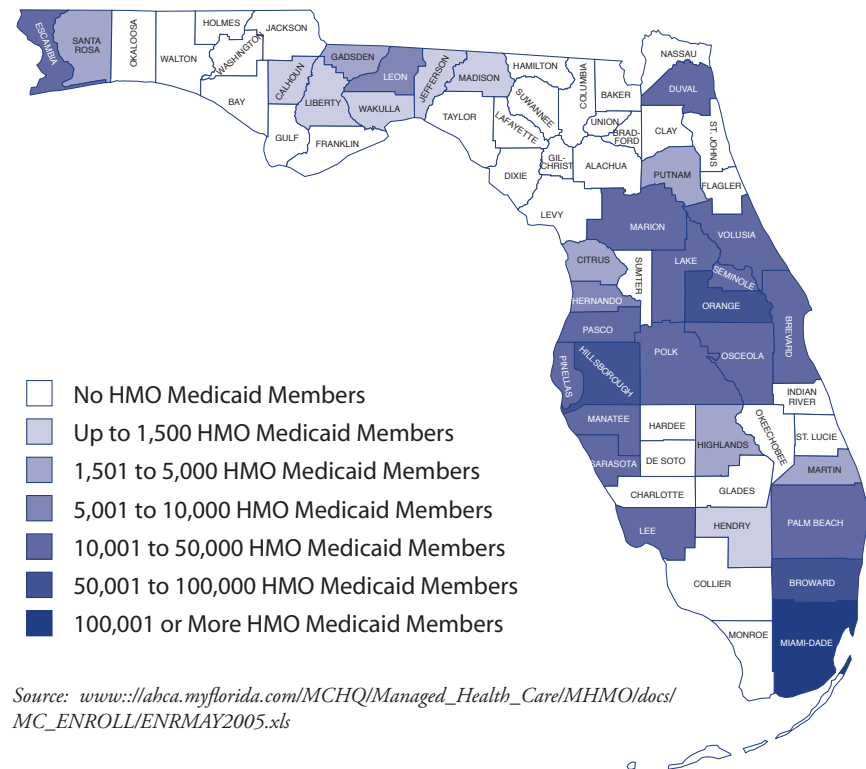 HOLMES
JACKSON
ESCAMBIA
SANTA
ROSA
OKALOOSA
WALTON
WASHINGTON
BAY
CALHOUN
GULF
LIBERTY
FRANKLIN
GADSDEN
LEON
WAKULLA
JEFFERSON
MADISON
TAYLOR
HAMILTON
SUWANNEE
LAFAYETTE
DIXIE
COLUMBIA
BAKER
UNION
BRAD-
FORD
GIL-
CHRIST
ALACHUA
LEVY
NASSAU
DUVAL
CLAY
ST. JOHNS
PUTNAM
FLAGLER
MARION
VOLUSIA
CITRUS
SUMTER
LAKE
SEMINOLE
HERNANDO
ORANGE
PASCO
BREVARD
PINELLAS
HILLSBOROUGH
POLK
OSCEOLA
INDIAN
RIVER
MANATEE
HARDEE
HIGHLANDS
OKEECHOBEE
ST. LUCIE
SARASOTA
DE SOTO
MARTIN
CHARLOTTE
GLADES
LEE
HENDRY
PALM BEACH
COLLIER
BROWARD
MONROE
MIAMI-DADE
No HMO Medicaid Members
Up to 1,500 HMO Medicaid Members
1,501 to 5,000 HMO Medicaid Members
5,001 to 10,000 HMO Medicaid Members
10,001 to 50,000 HMO Medicaid Members
50,001 to 100,000 HMO Medicaid Members
100,001 or More HMO Medicaid Members
Source: www:://ahca.myflorida.com/MCHQ/Managed_Health_Care/MHMO/docs/
MC_ENROLL/ENRMAY2005.xls